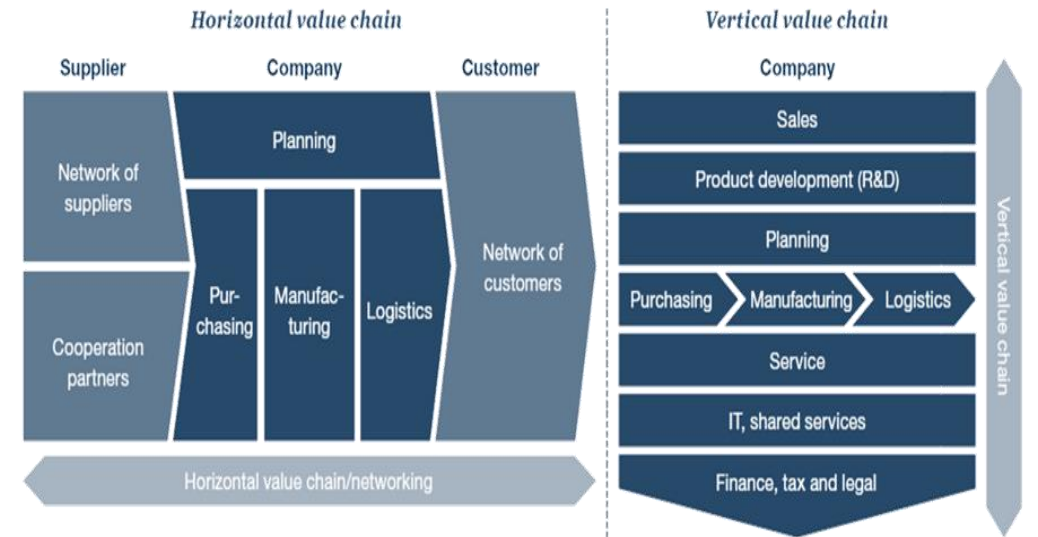 Horizontal value chain
Supplier
Company
Customer
Network of
suppliers
Cooperation
partners
Planning
Pur-
chasing
Manufac-
turing
Logistics
Network of
customers
Horizontal value chain/networking
Vertical value chain
Company
Sales
Product development (R&D)
Planning
Purchasing
Manufacturing
Logistics
Service
IT, shared services
Finance, tax and legal
Vertical value chain